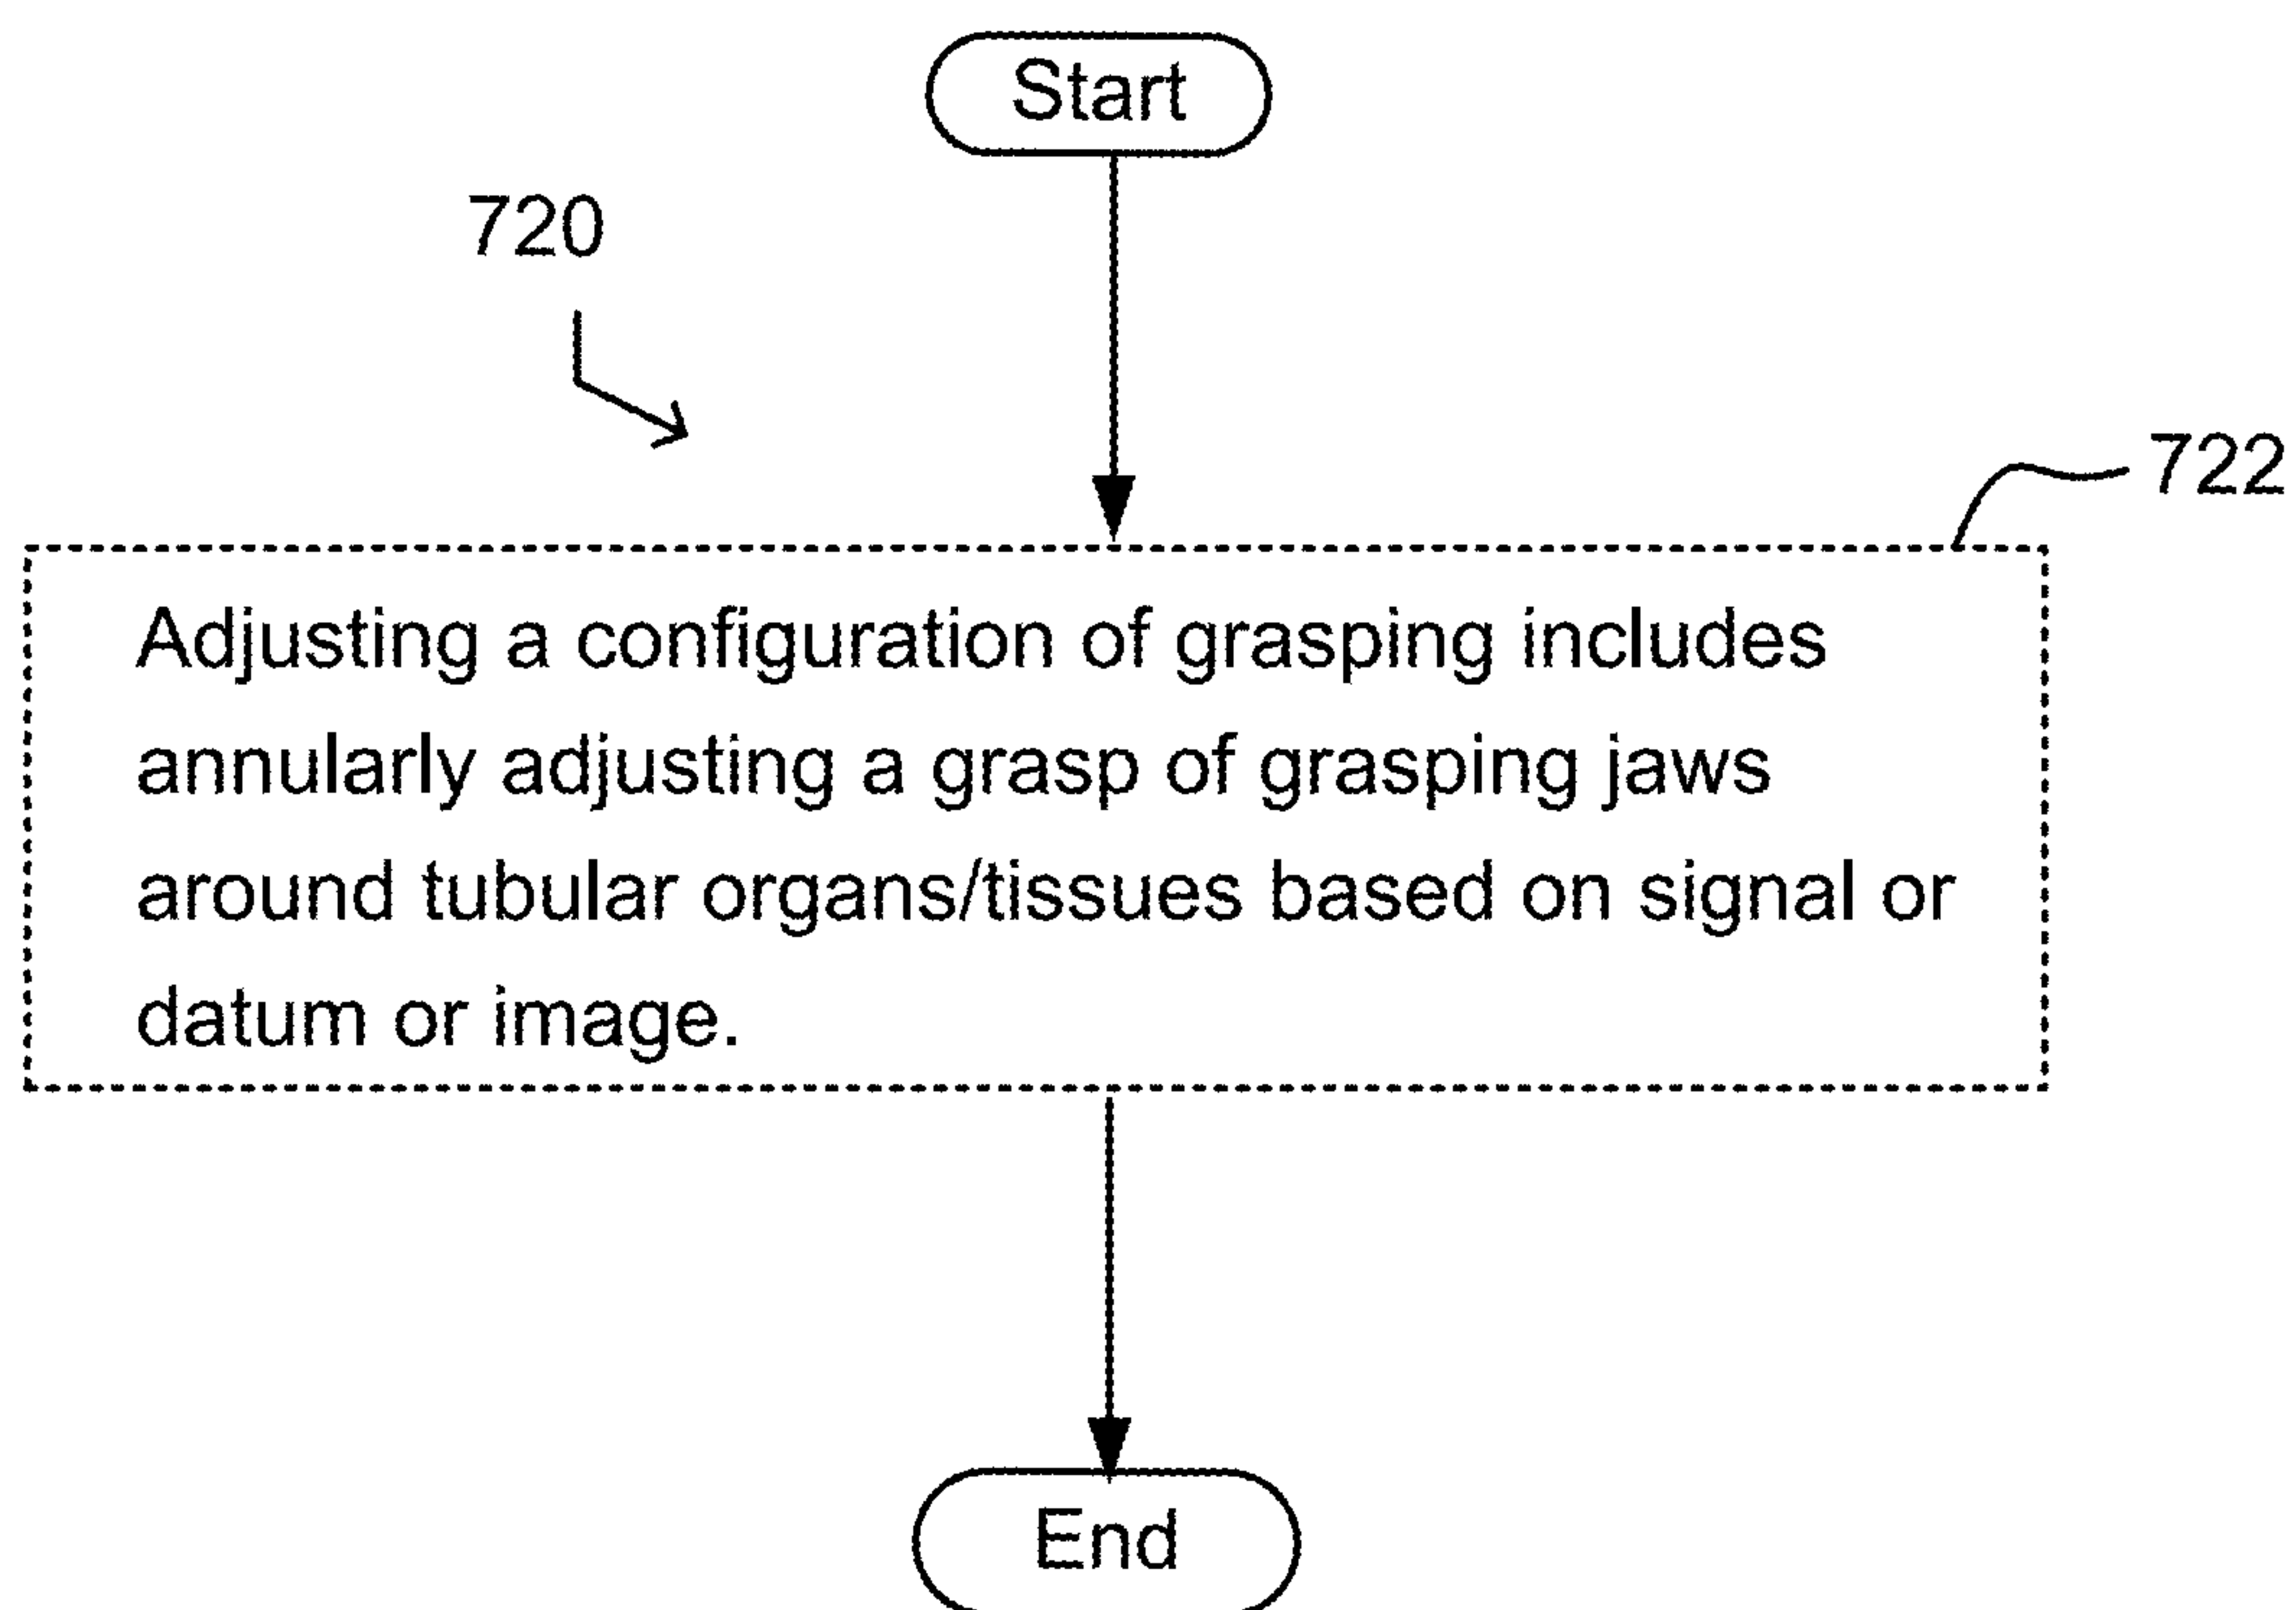 Start
720
722
Adjusting a configuration of grasping includes
annularly adjusting a grasp of grasping jaws
around tubular organs/tissues based on signal or
datum or image.
End